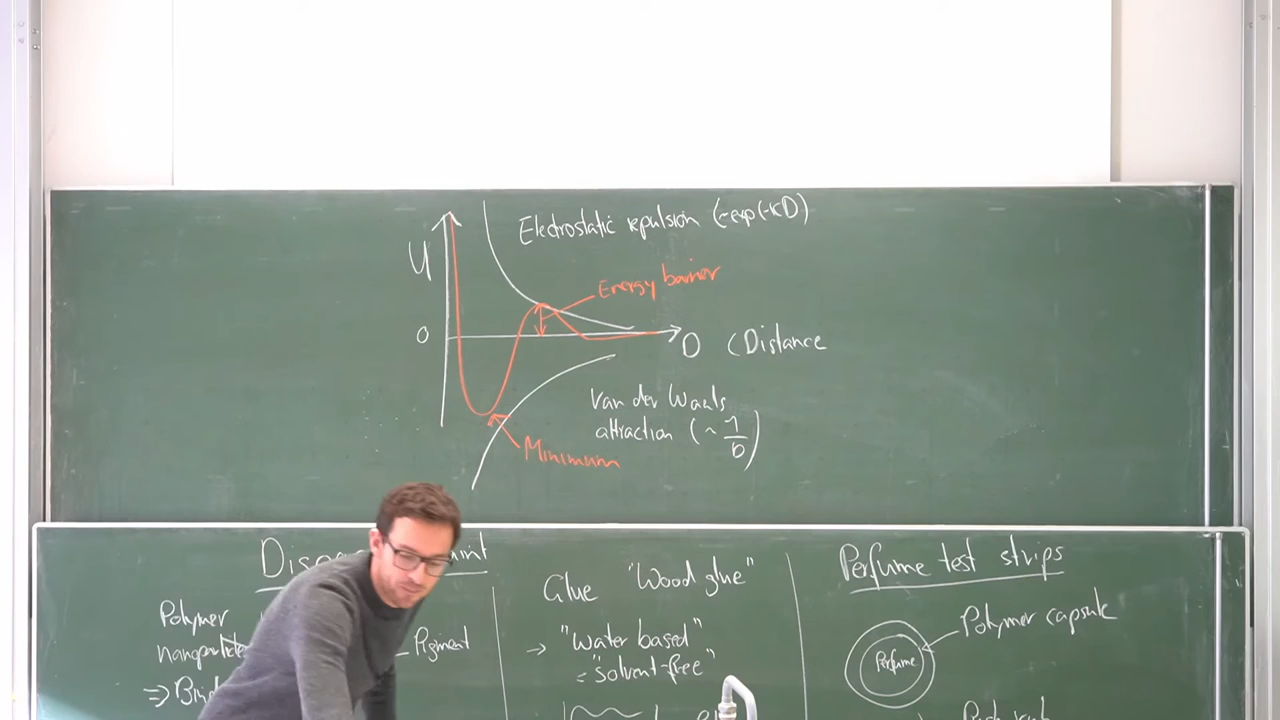 Electrostatic repulsion (~exp(-κD)
U
Energy barrier
0
D (Distance
Van der Waals
attraction (~ 1/D)
Minimum
Glue "Wood glue"
Perfume test strips
Polymer
Pigment
→ "Water based"
= "Solvent-free"
Polymer capsule
Perfume